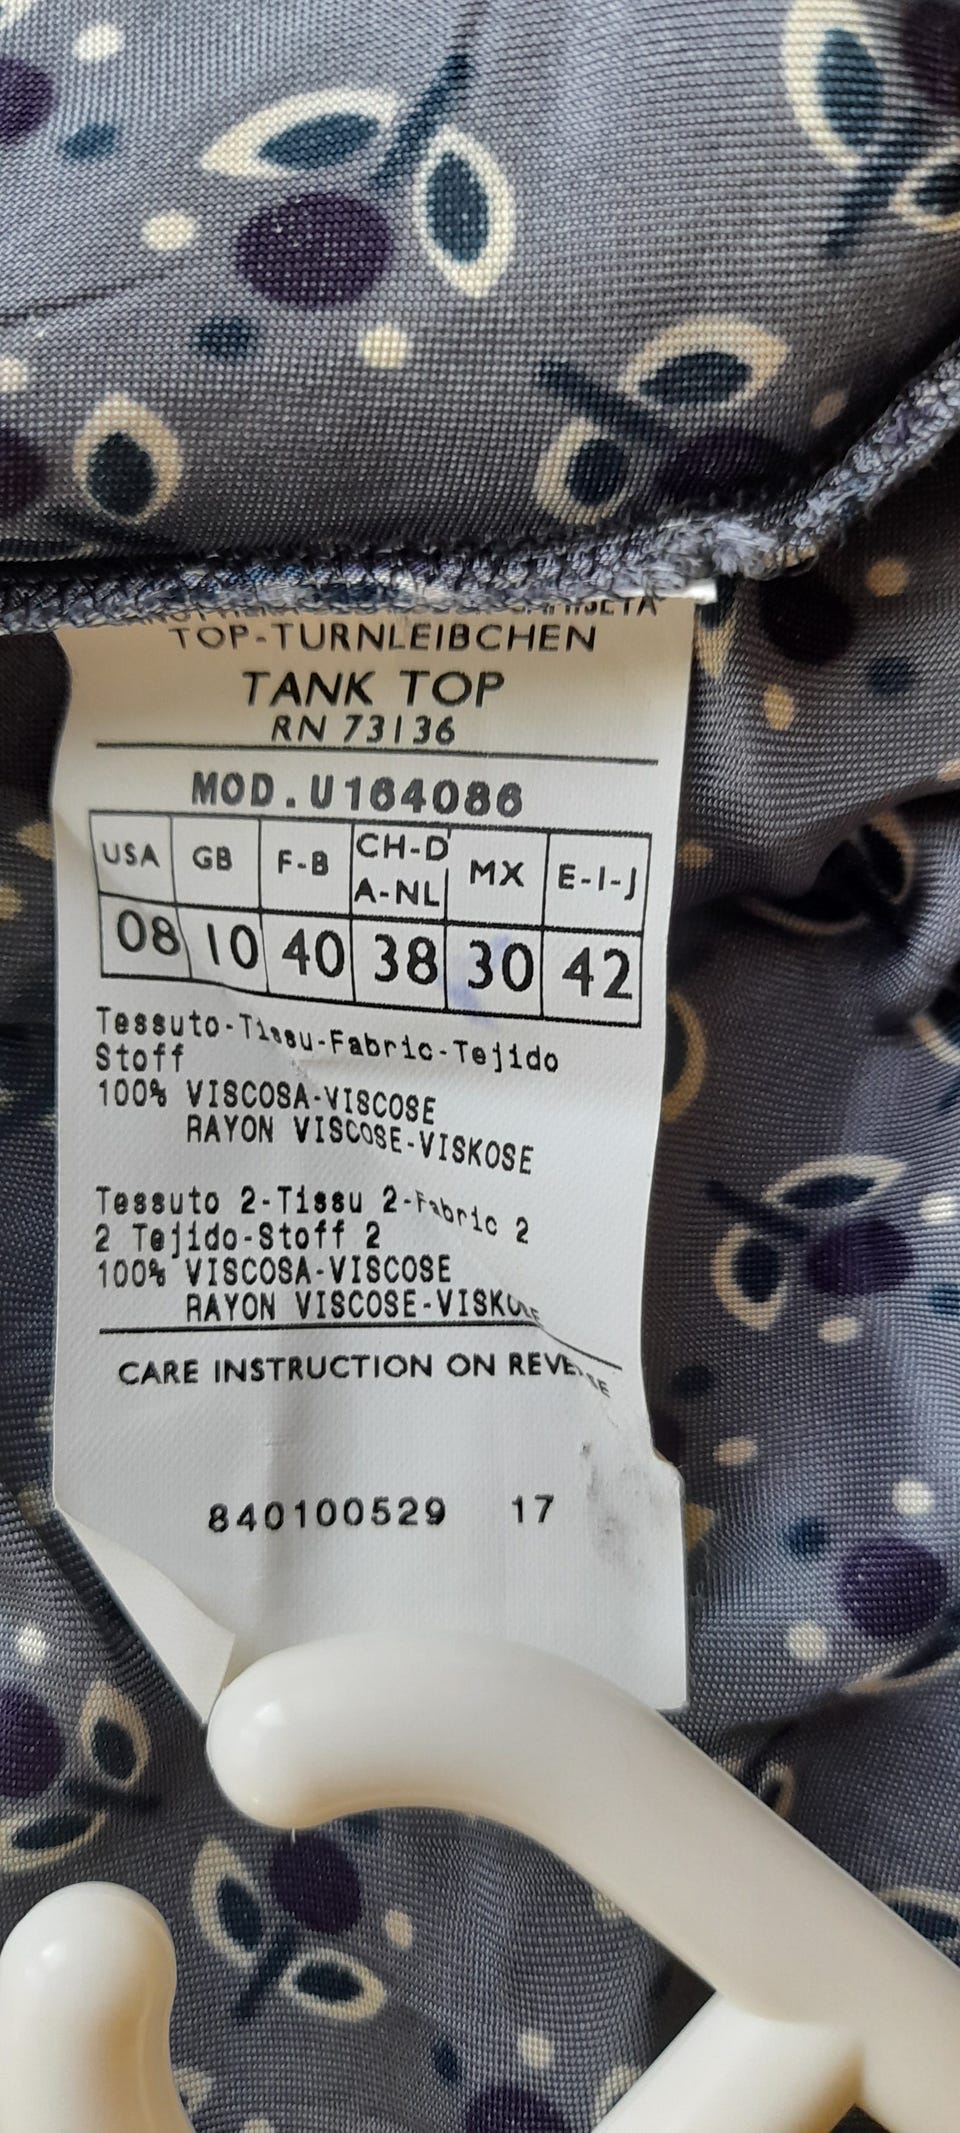 TOP-TURNLEIBCHEN
TANK TOP
RN 73136
MOD.U164086
USA GB F-B CH-D A-NL MX E-I-J
08 10 40 38 30 42
Tessuto-Tissu-Fabric-Tejido
Stoff
100% VISCOSA-VISCOSE
RAYON VISCOSE-VISKOSE
Tessuto 2-Tissu 2-Fabric 2
2 Tejido-Stoff 2
100% VISCOSA-VISCOSE
RAYON VISCOSE-VISKOSE
CARE INSTRUCTION ON REVERSE
840100529 17